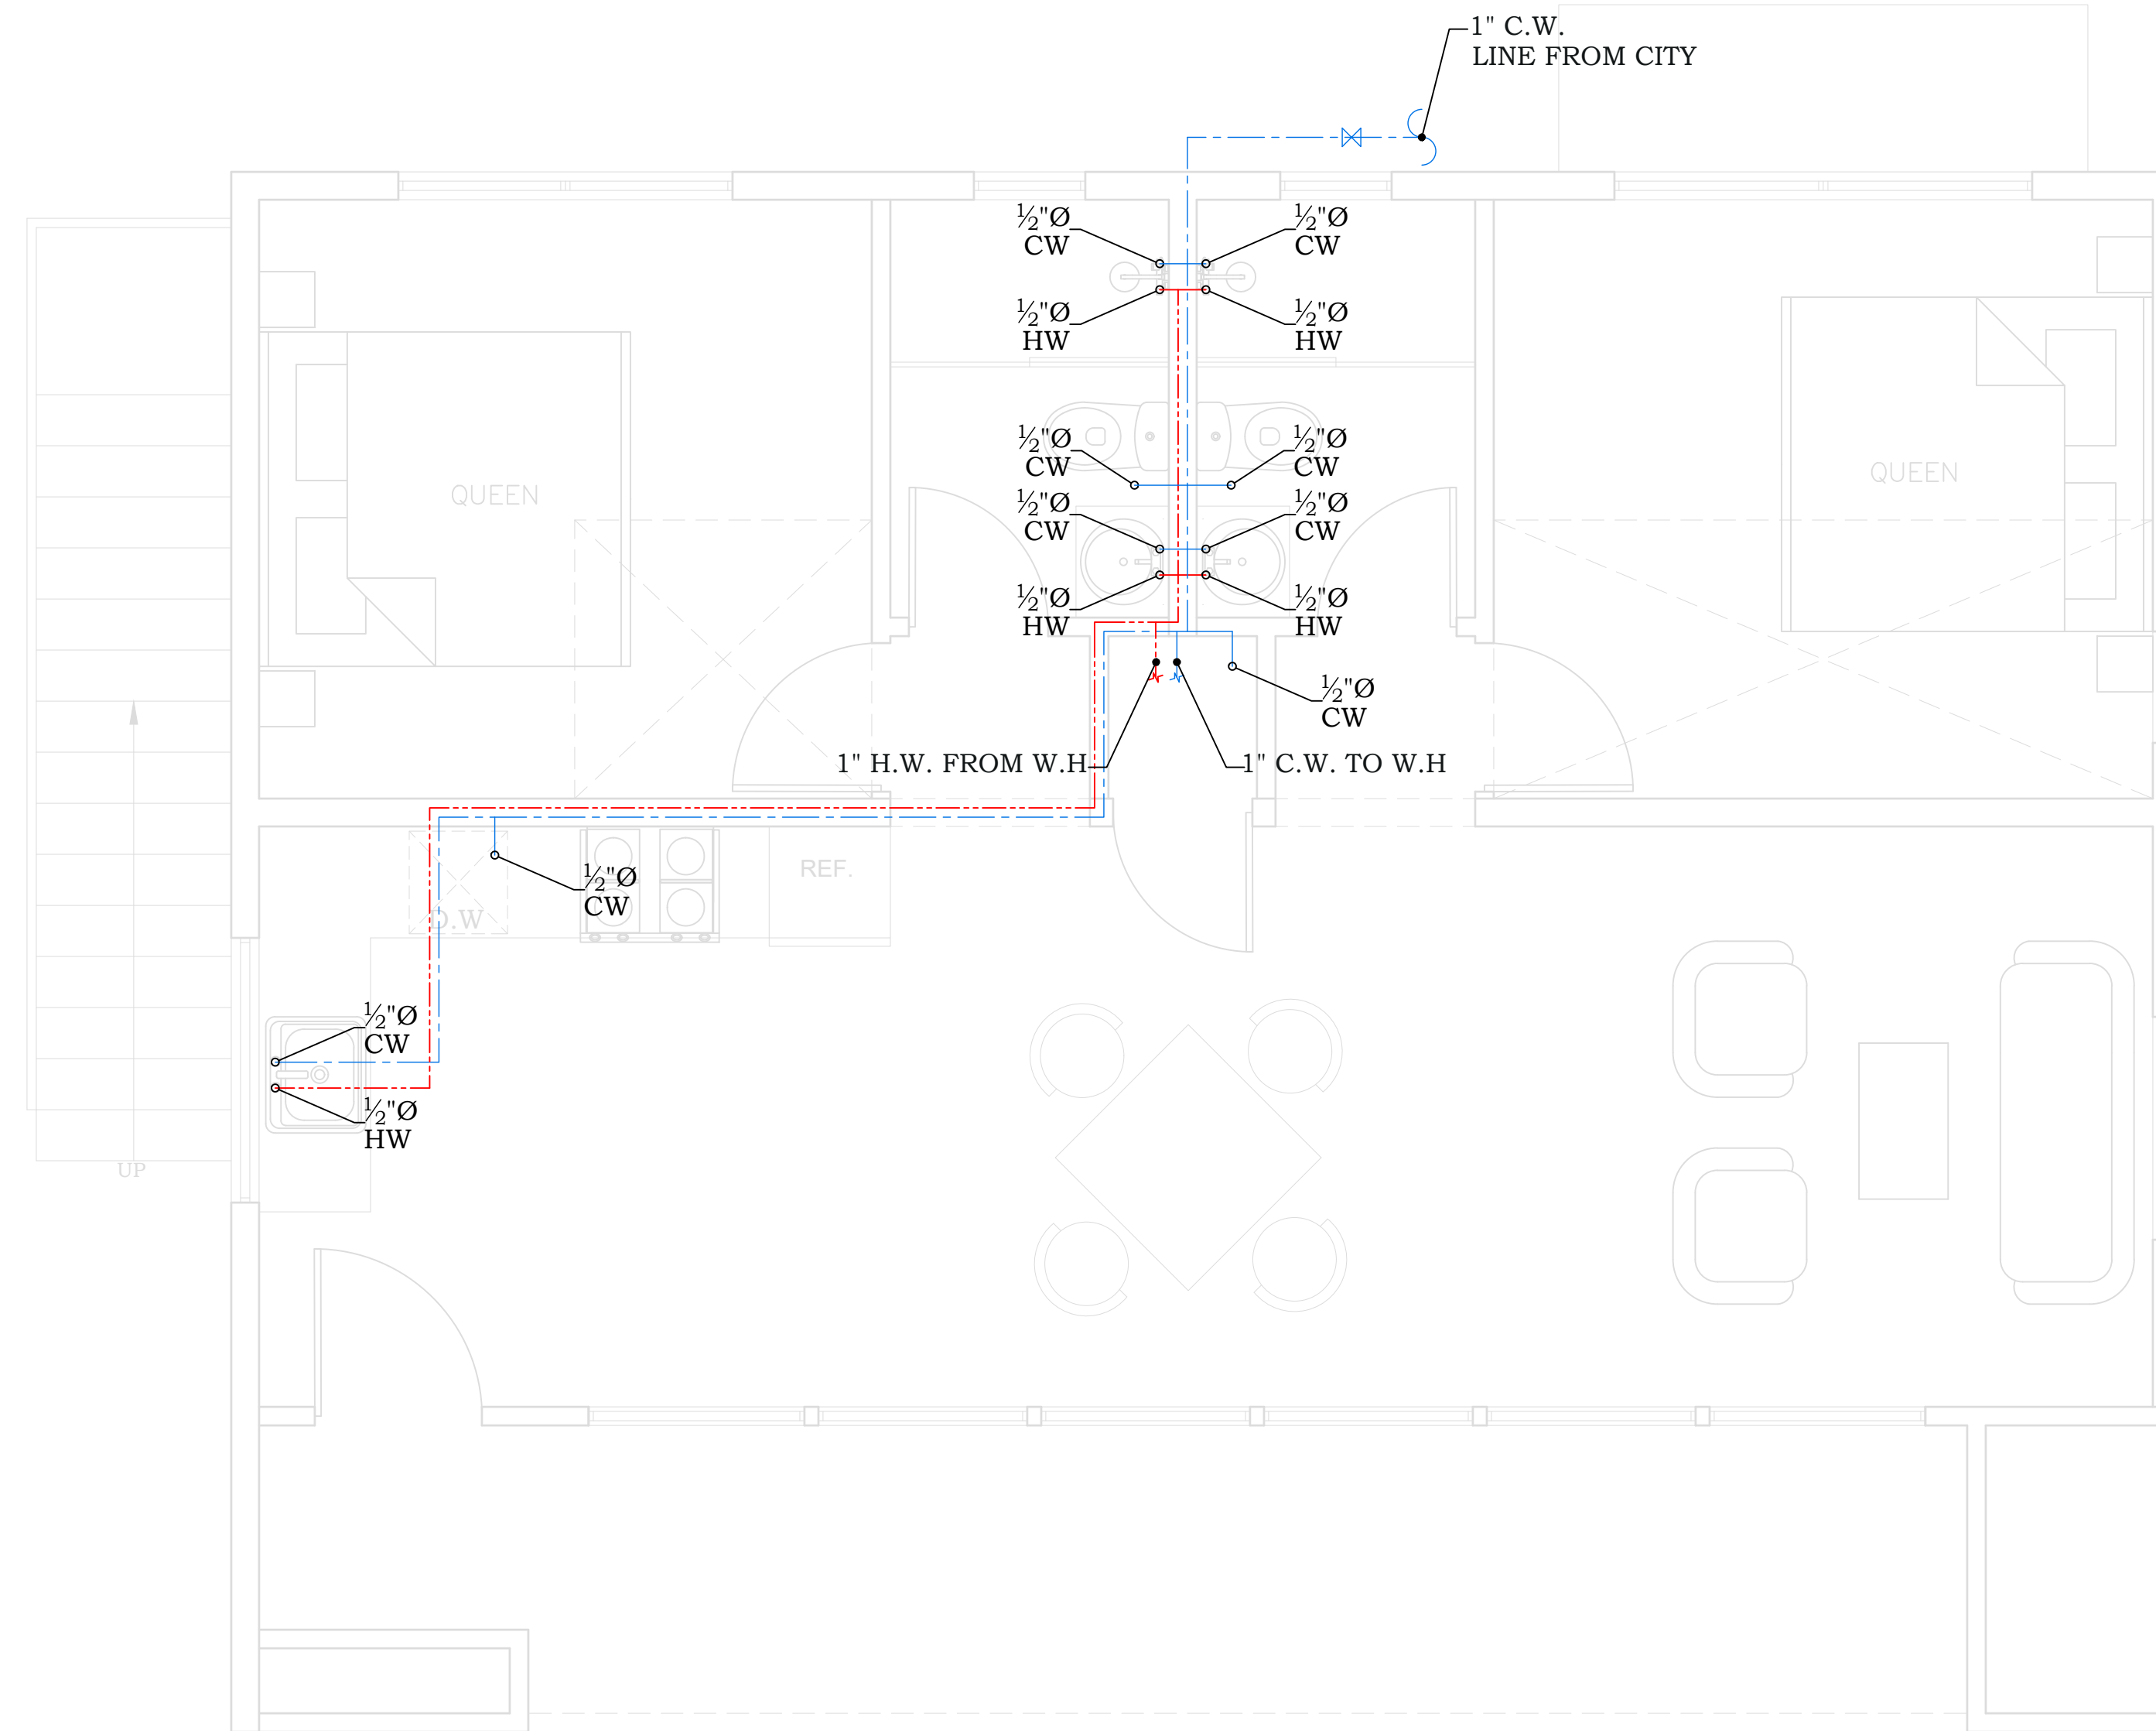 1" C.W.
LINE FROM CITY
½"Ø
CW
½"Ø
CW
½"Ø
HW
½"Ø
HW
½"Ø
CW
½"Ø
CW
QUEEN
QUEEN
½"Ø
CW
½"Ø
CW
½"Ø
HW
½"Ø
HW
½"Ø
CW
1" H.W. FROM W.H
1" C.W. TO W.H
REF.
½"Ø
CW
D.W
½"Ø
CW
½"Ø
HW
UP